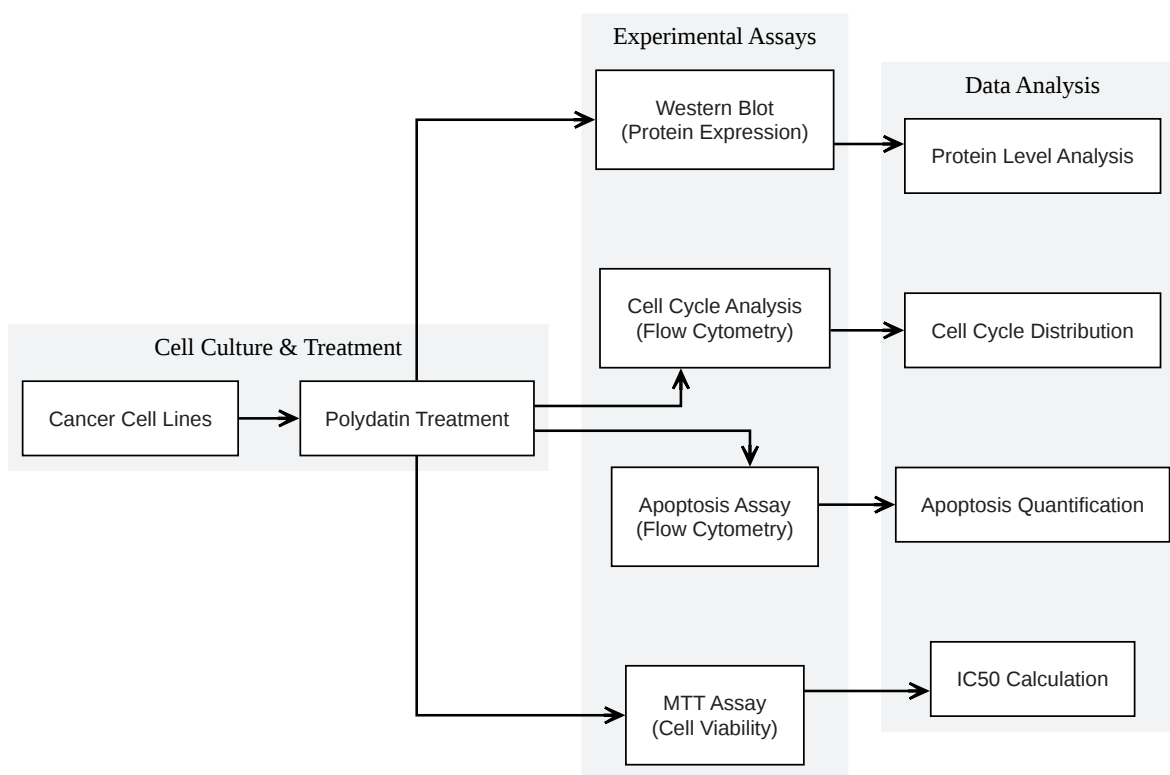 Experimental Assays
Data Analysis
Western Blot
(Protein Expression)
Protein Level Analysis
Cell Cycle Analysis
(Flow Cytometry)
Cell Cycle Distribution
Cell Culture & Treatment
Cancer Cell Lines
Polydatin Treatment
Apoptosis Assay
(Flow Cytometry)
Apoptosis Quantification
MTT Assay
(Cell Viability)
IC50 Calculation